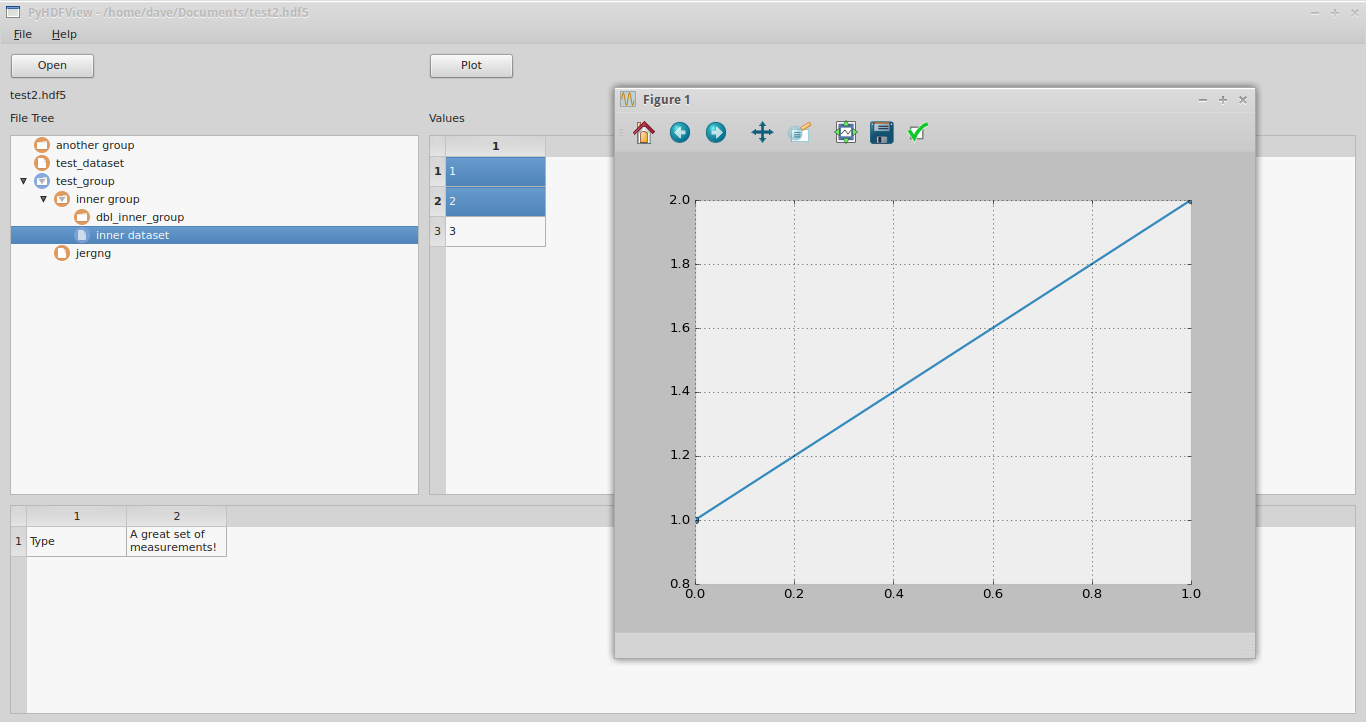 PyHDFView - /home/dave/Documents/test2.hdf5
File Help
Open
Plot
test2.hdf5
File Tree
Values
another group
test_dataset
test_group
inner group
dbl_inner_group
inner dataset
jergng
1
1 1
2 2
3 3
Figure 1
2.0
1.8
1.6
1.4
1.2
1.0
0.8
0.0 0.2 0.4 0.6 0.8 1.0
1 2
1 Type A great set of
measurements!